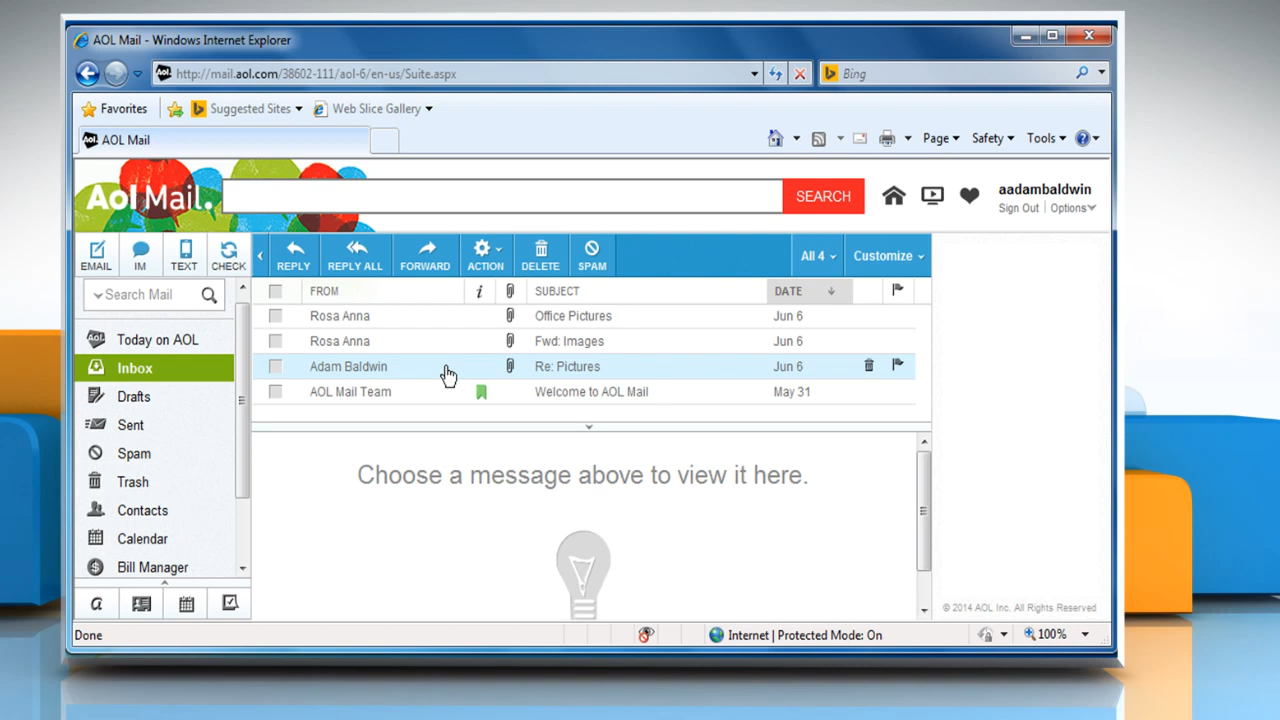 AOL Mail - Windows Internet Explorer
http://mail.aol.com/38602-111/aol-6/en-us/Suite.aspx
Bing
Favorites Suggested Sites Web Slice Gallery
AOL Mail
Page Safety Tools
Aol Mail.
SEARCH
aadambaldwin
Sign Out | Options
EMAIL IM TEXT CHECK REPLY REPLY ALL FORWARD ACTION DELETE SPAM All 4 Customize
Search Mail
FROM i SUBJECT DATE
Rosa Anna Office Pictures Jun 6
Rosa Anna Fwd: Images Jun 6
Adam Baldwin Re: Pictures Jun 6
AOL Mail Team Welcome to AOL Mail May 31
Today on AOL
Inbox
Drafts
Sent
Spam
Trash
Contacts
Calendar
Bill Manager
Choose a message above to view it here.
© 2014 AOL Inc. All Rights Reserved
Done
Internet | Protected Mode: On
100%